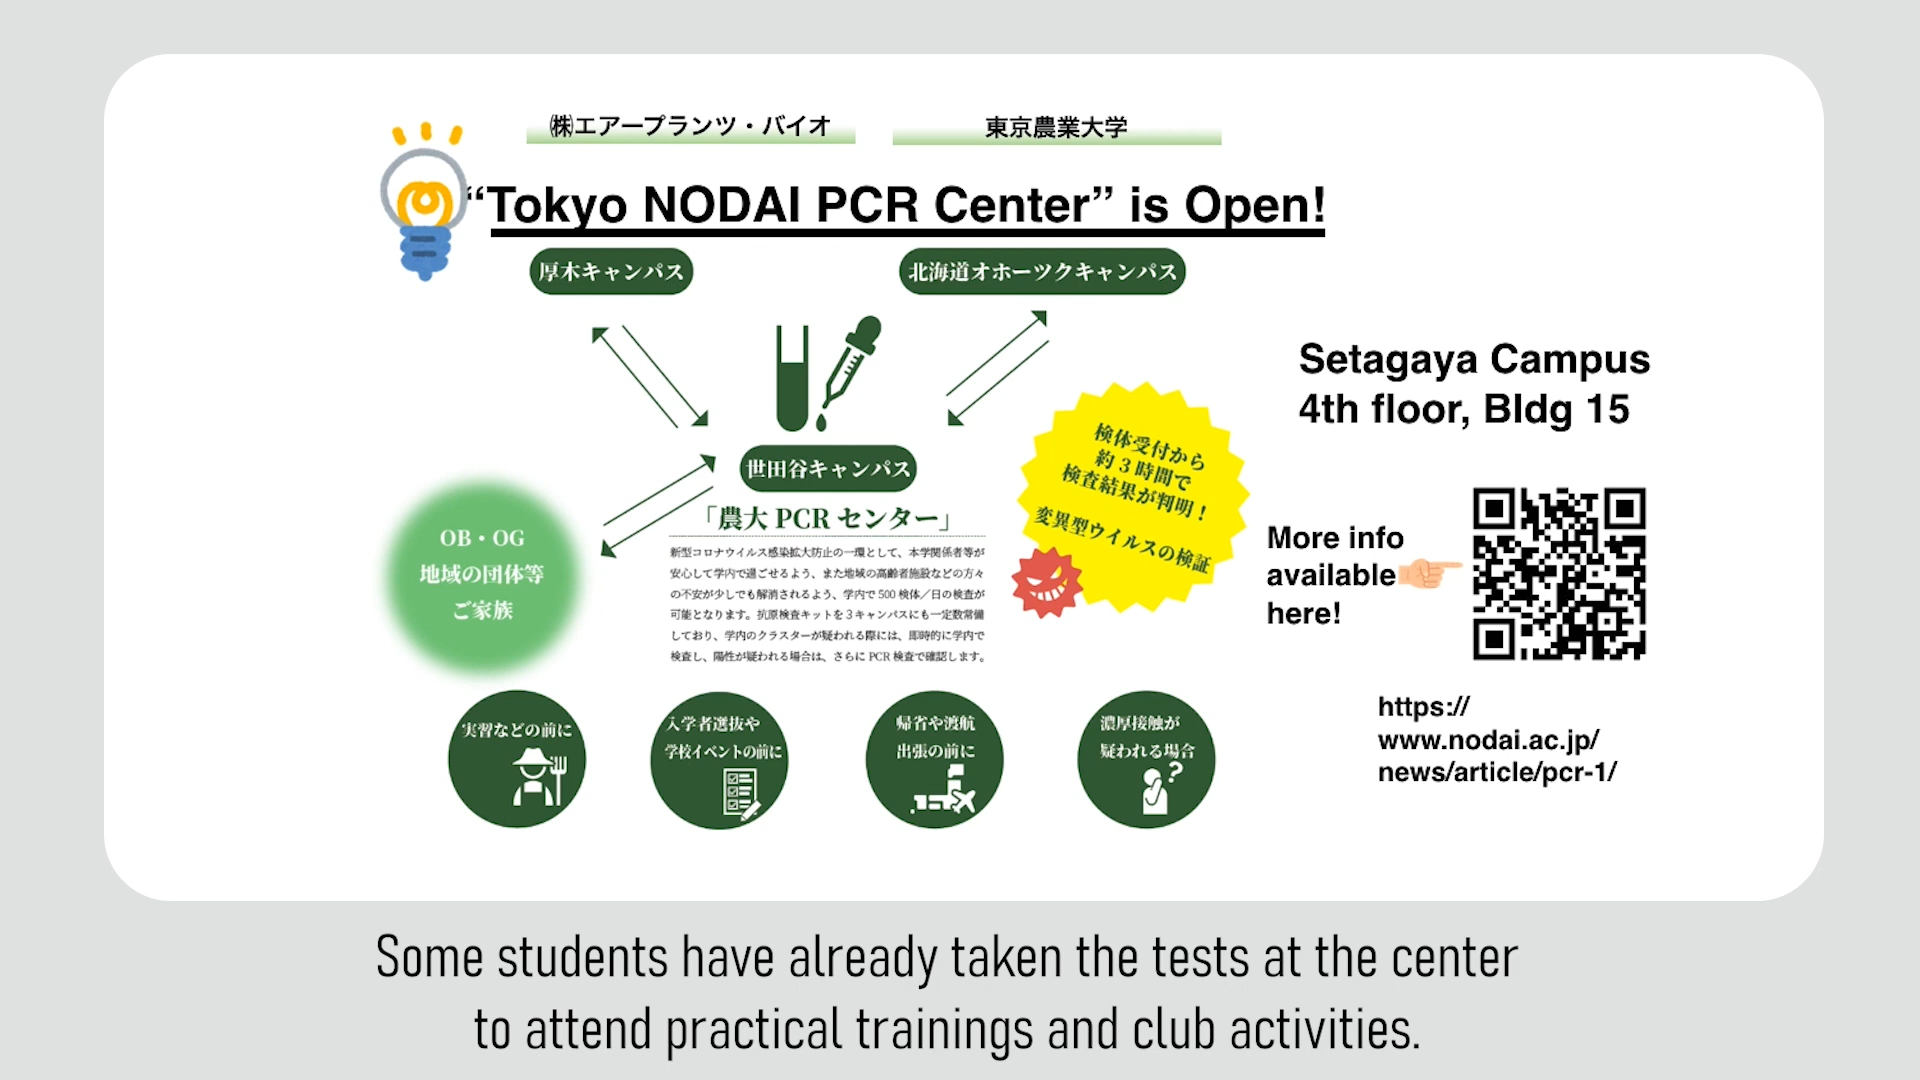 ㈱エアープランツ・バイオ
東京農業大学
“Tokyo NODAI PCR Center” is Open!
厚木キャンパス
北海道オホーツクキャンパス
Setagaya Campus
4th floor, Bldg 15
検体受付から
約3時間で
検査結果が判明！
変異型ウイルスの検証
世田谷キャンパス
「農大 PCR センター」
新型コロナウイルス感染拡大防止の一環として、本学関係者等が
安心して学内で過ごせるよう、また地域の高齢者施設などの方々
の不安が少しでも解消されるよう、学内で 500 検体／日の検査が
可能となります。抗原検査キットを3キャンパスにも一定数常備
しており、学内のクラスターが疑われる際には、即時的に学内で
検査し、陽性が疑われる場合は、さらに PCR 検査で確認します。
OB・OG
地域の団体等
ご家族
More info
available
here!
https://
www.nodai.ac.jp/
news/article/pcr-1/
実習などの前に
入学者選抜や
学校イベントの前に
帰省や渡航
出張の前に
濃厚接触が
疑われる場合
?
Some students have already taken the tests at the center
to attend practical trainings and club activities.